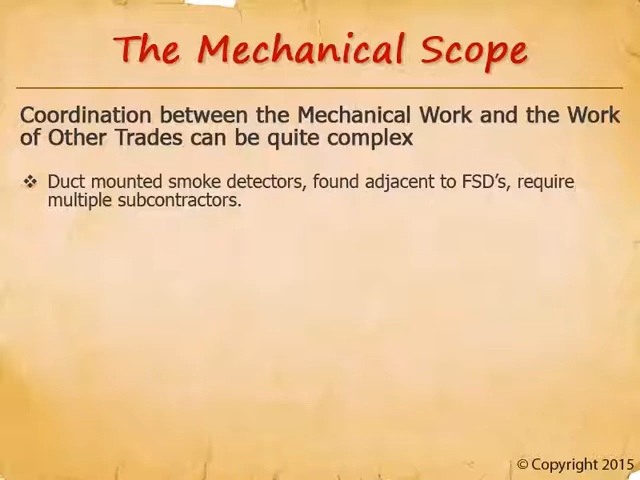 The Mechanical Scope
Coordination between the Mechanical Work and the Work
of Other Trades can be quite complex
❖ Duct mounted smoke detectors, found adjacent to FSD's, require
multiple subcontractors.
© Copyright 2015